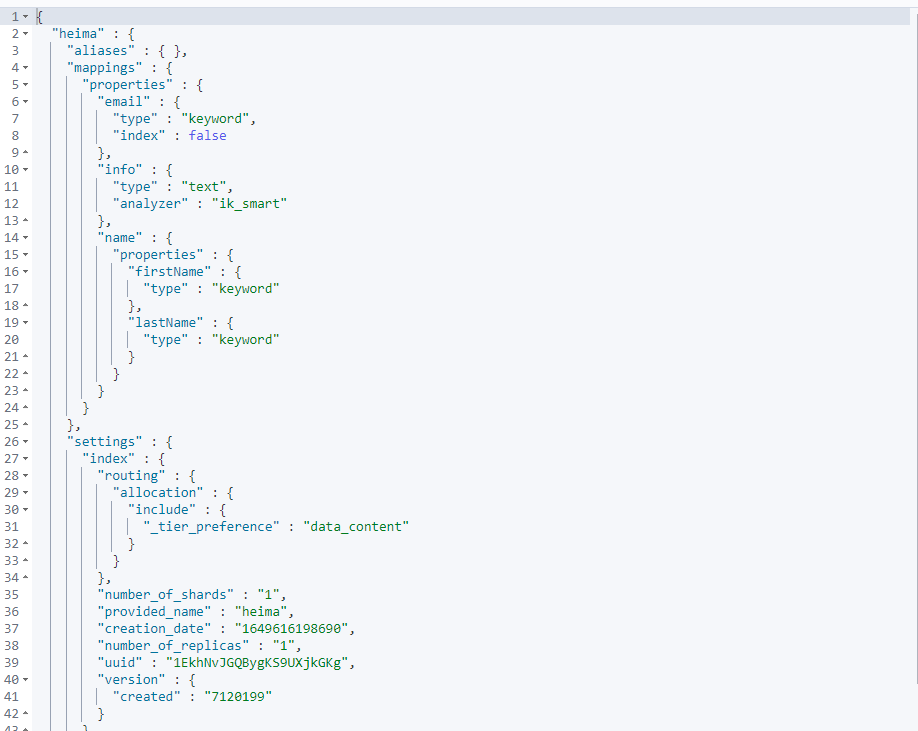 1 {
2 "heima" : {
3 "aliases" : { },
4 "mappings" : {
5 "properties" : {
6 "email" : {
7 "type" : "keyword",
8 "index" : false
9 },
10 "info" : {
11 "type" : "text",
12 "analyzer" : "ik_smart"
13 },
14 "name" : {
15 "properties" : {
16 "firstName" : {
17 "type" : "keyword"
18 },
19 "lastName" : {
20 "type" : "keyword"
21 }
22 }
23 }
24 }
25 },
26 "settings" : {
27 "index" : {
28 "routing" : {
29 "allocation" : {
30 "include" : {
31 "_tier_preference" : "data_content"
32 }
33 }
34 },
35 "number_of_shards" : "1",
36 "provided_name" : "heima",
37 "creation_date" : "1649616198690",
38 "number_of_replicas" : "1",
39 "uuid" : "1EkhNvJGQBygKS9UXjkGKg",
40 "version" : {
41 "created" : "7120199"
42 }
43 }